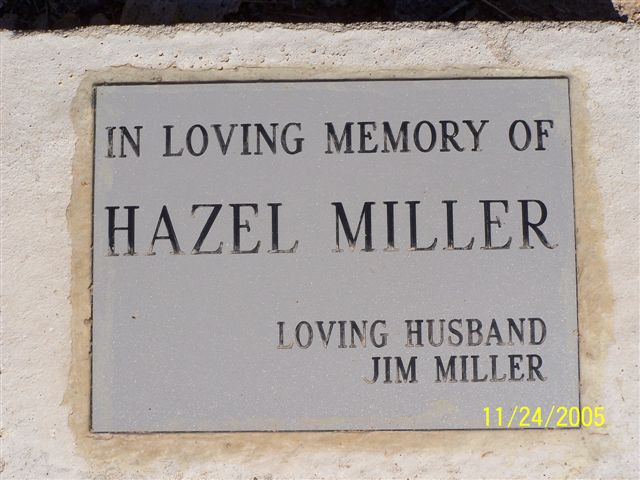 IN LOVING MEMORY OF
HAZEL MILLER
LOVING HUSBAND
JIM MILLER
11/24/2005